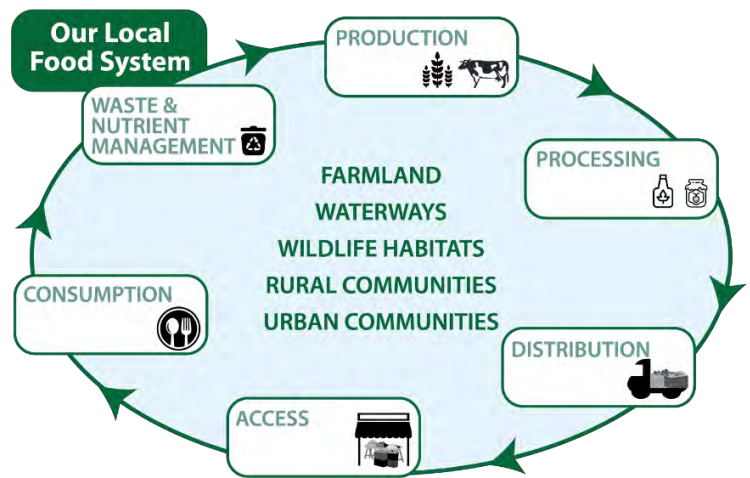 Our Local
Food System
PRODUCTION
WASTE &
NUTRIENT
MANAGEMENT
PROCESSING
FARMLAND
WATERWAYS
WILDLIFE HABITATS
RURAL COMMUNITIES
URBAN COMMUNITIES
CONSUMPTION
DISTRIBUTION
ACCESS